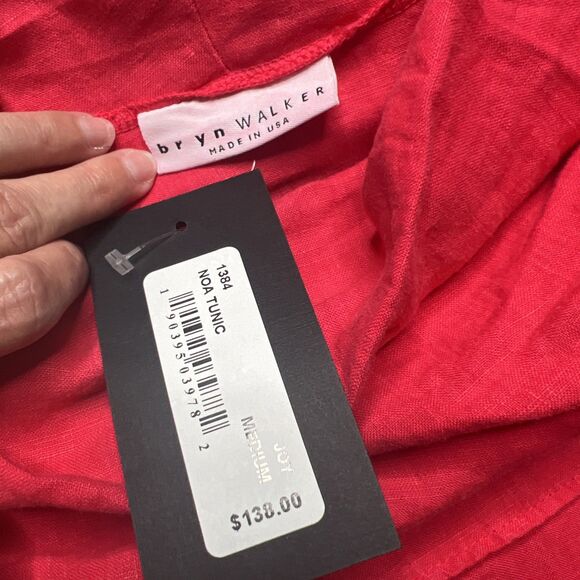 bryn WALKER
MADE IN USA
1384
NOA TUNIC
1 90395 03978 2
JOY
MEDIUM
$138.00